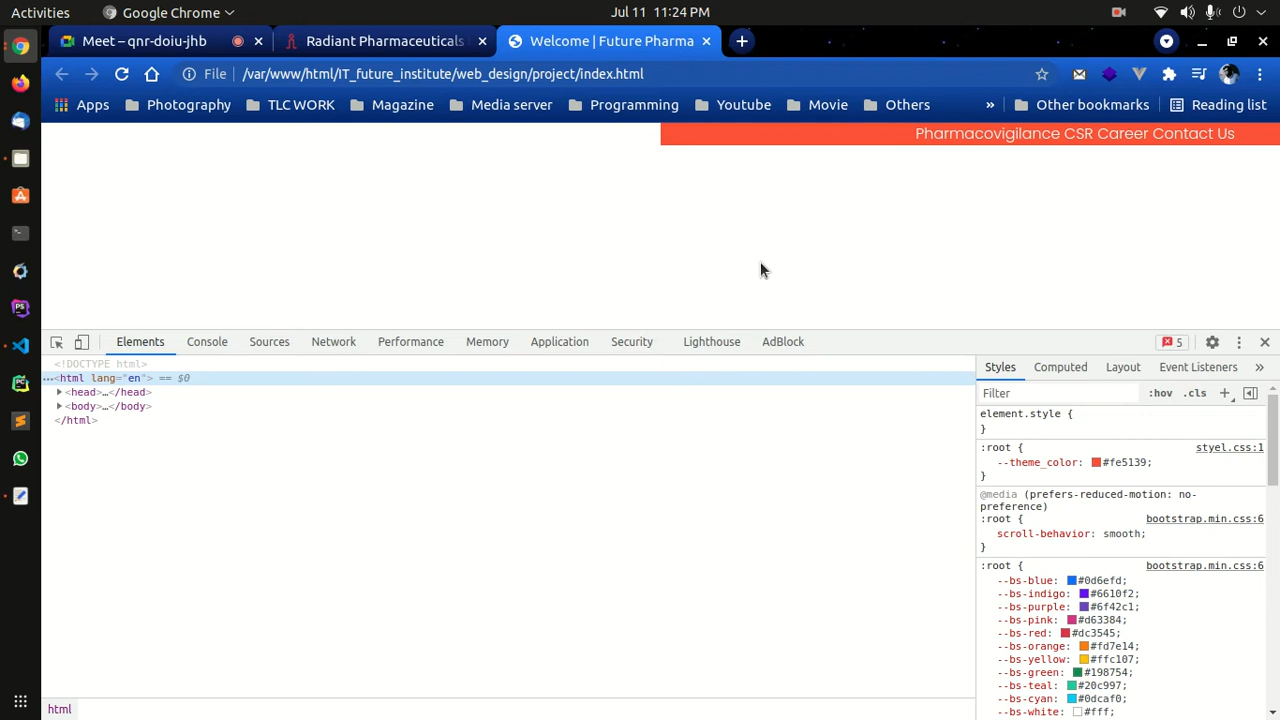 Activities Google Chrome Jul 11 11:24 PM
Meet – qnr-doiu-jhb Radiant Pharmaceuticals Welcome | Future Pharma
File /var/www/html/IT_future_institute/web_design/project/index.html
Apps Photography TLC WORK Magazine Media server Programming Youtube Movie Others » Other bookmarks Reading list
Pharmacovigilance CSR Career Contact Us
Elements Console Sources Network Performance Memory Application Security Lighthouse AdBlock 5
<!DOCTYPE html>
…<html lang="en"> == $0
<head>…</head>
<body>…</body>
</html>
html
Styles Computed Layout Event Listeners »
Filter :hov .cls +
element.style {
}
:root { styel.css:1
--theme_color: #fe5139;
}
@media (prefers-reduced-motion: no-
preference)
:root { bootstrap.min.css:6
scroll-behavior: smooth;
}
:root { bootstrap.min.css:6
--bs-blue: #0d6efd;
--bs-indigo: #6610f2;
--bs-purple: #6f42c1;
--bs-pink: #d63384;
--bs-red: #dc3545;
--bs-orange: #fd7e14;
--bs-yellow: #ffc107;
--bs-green: #198754;
--bs-teal: #20c997;
--bs-cyan: #0dcaf0;
--bs-white: #fff;